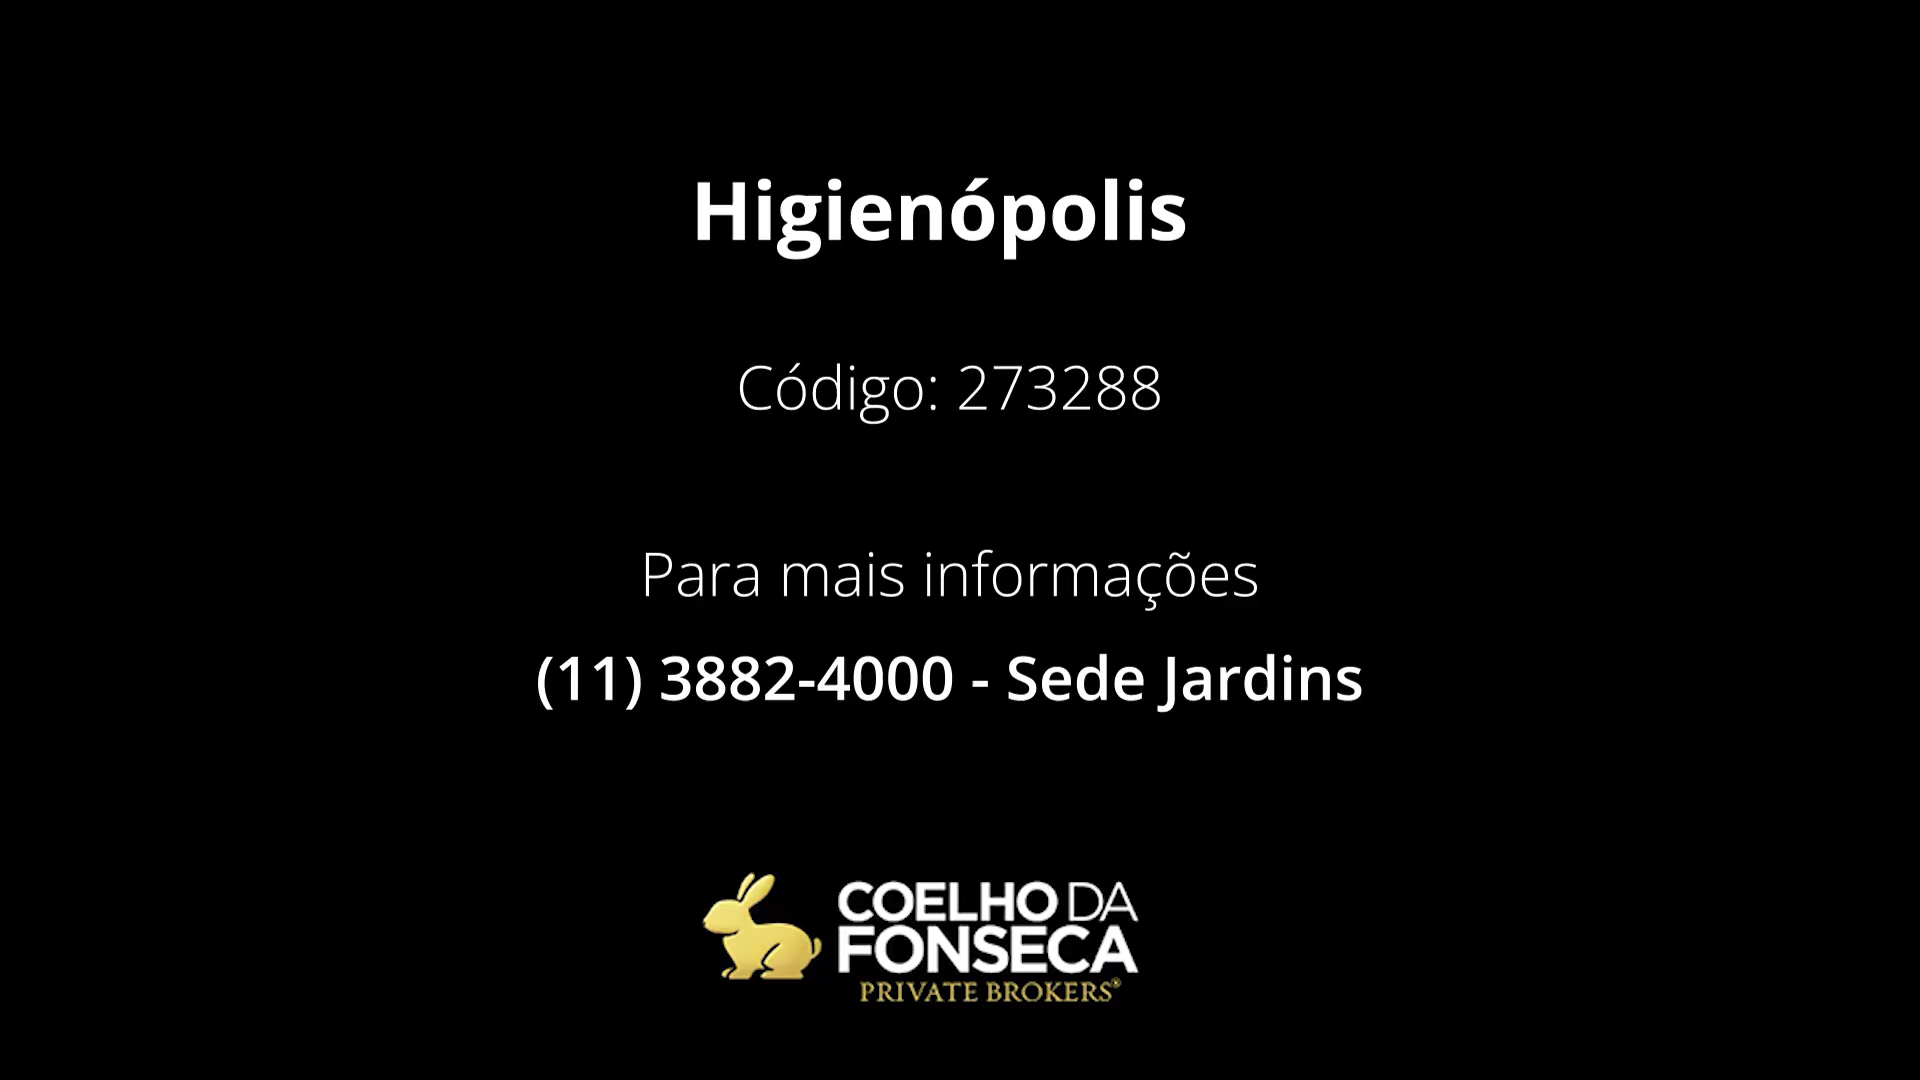 Higienópolis
Código: 273288
Para mais informações
(11) 3882-4000 - Sede Jardins
COELHO DA
FONSECA
PRIVATE BROKERS®